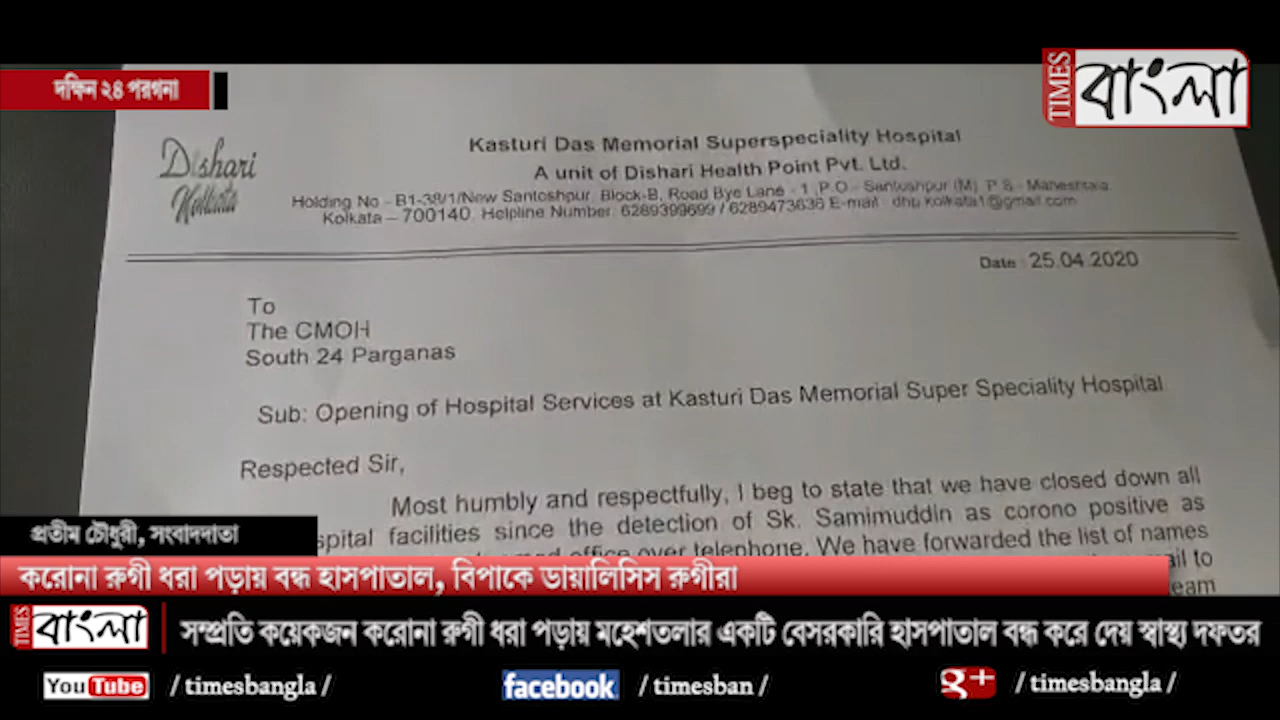 দক্ষিন ২৪ পরগনা
TIMES বাংলা
Dishari
Kolkata
Kasturi Das Memorial Superspeciality Hospital
A unit of Dishari Health Point Pvt. Ltd.
Holding No - B1-38/1/New Santoshpur, Block-B, Road Bye Lane - 1, P.O - Santoshpur (M), P.S - Maheshtala
Kolkata – 700140. Helpline Number: 6289399699 / 6289473636 E-mail
Date : 25.04.2020
To
The CMOH
South 24 Parganas
Sub: Opening of Hospital Services at Kasturi Das Memorial Super Speciality Hospital
Respected Sir,
Most humbly and respectfully, I beg to state that we have closed down all
spital facilities since the detection of Sk. Samimuddin as corono positive as
office over telephone. We have forwarded the list of names
ail to
eam
প্রতীম চৌধুরী, সংবাদদাতা
করোনা রুগী ধরা পড়ায় বন্ধ হাসপাতাল, বিপাকে ডায়ালিসিস রুগীরা
TIMES বাংলা
সম্প্রতি কয়েকজন করোনা রুগী ধরা পড়ায় মহেশতলার একটি বেসরকারি হাসপাতাল বন্ধ করে দেয় স্বাস্থ্য দফতর
YouTube / timesbangla / facebook / timesban / g+ / timesbangla /